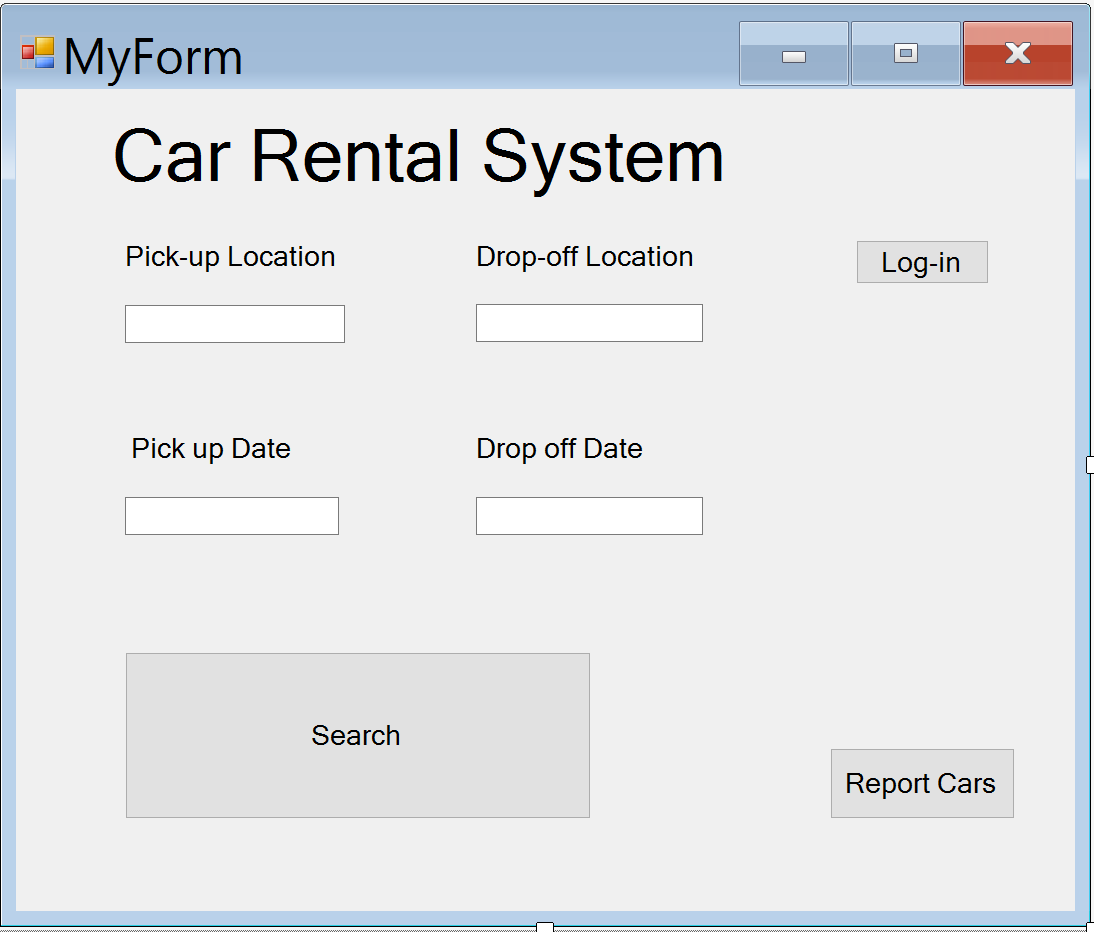 MyForm
Car Rental System
Pick-up Location
Drop-off Location
Log-in
Pick up Date
Drop off Date
Search
Report Cars